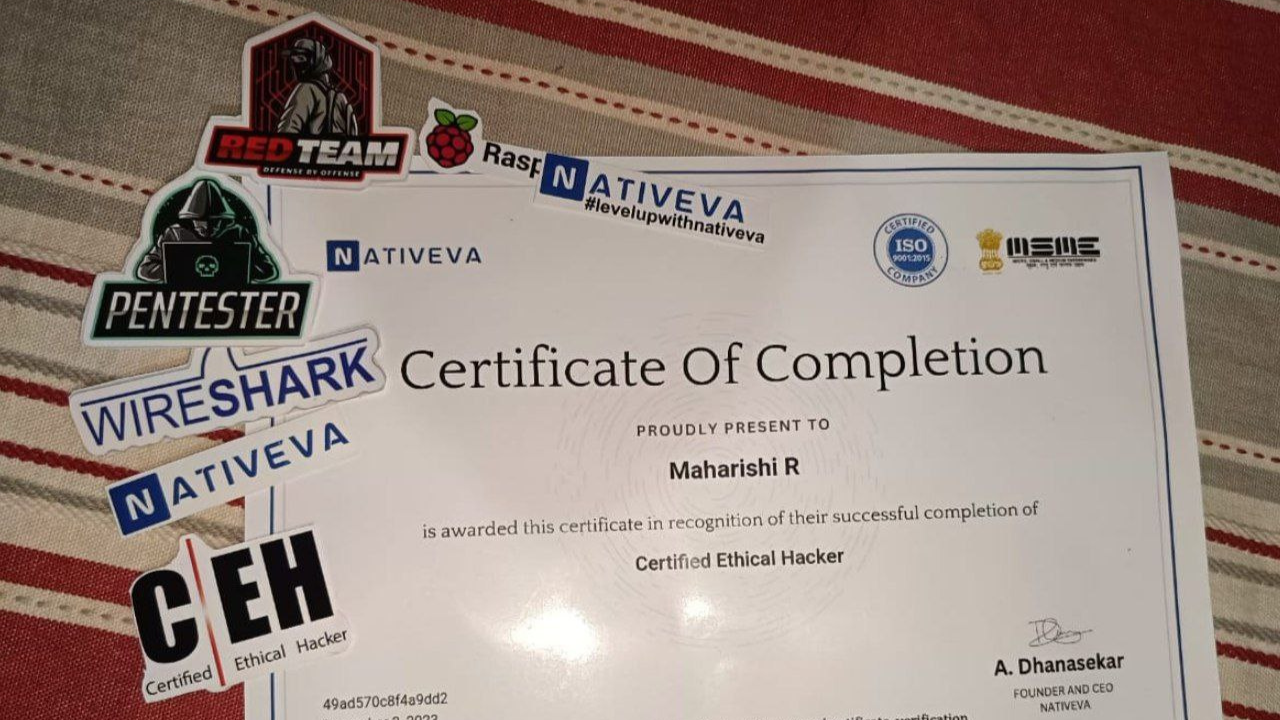 RED TEAM
DEFENSE BY OFFENSE
Rasp
NATIVEVA
#levelupwithnativeva
PENTESTER
WIRESHARK
NATIVEVA
C|EH
Certified Ethical Hacker
NATIVEVA
CERTIFIED
ISO
9001:2015
COMPANY
MSME
Certificate Of Completion
PROUDLY PRESENT TO
Maharishi R
is awarded this certificate in recognition of their successful completion of
Certified Ethical Hacker
A. Dhanasekar
FOUNDER AND CEO
NATIVEVA
49ad570c8f4a9dd2